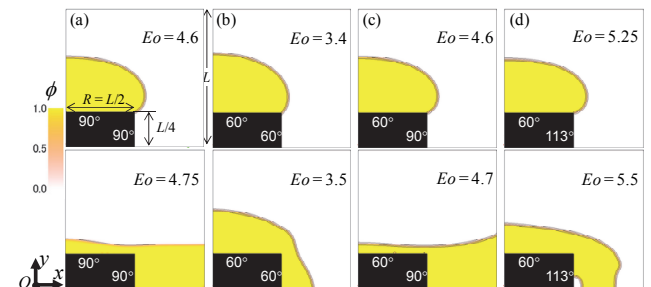 (a)
Eo = 4.6
L
R = L/2
90°
90°
L/4
(b)
Eo = 3.4
60°
60°
(c)
Eo = 4.6
60°
90°
(d)
Eo = 5.25
60°
113°
ϕ
1.0
0.5
0.0
Eo = 4.75
90°
90°
Eo = 3.5
60°
60°
Eo = 4.7
60°
90°
Eo = 5.5
60°
113°
y
O x